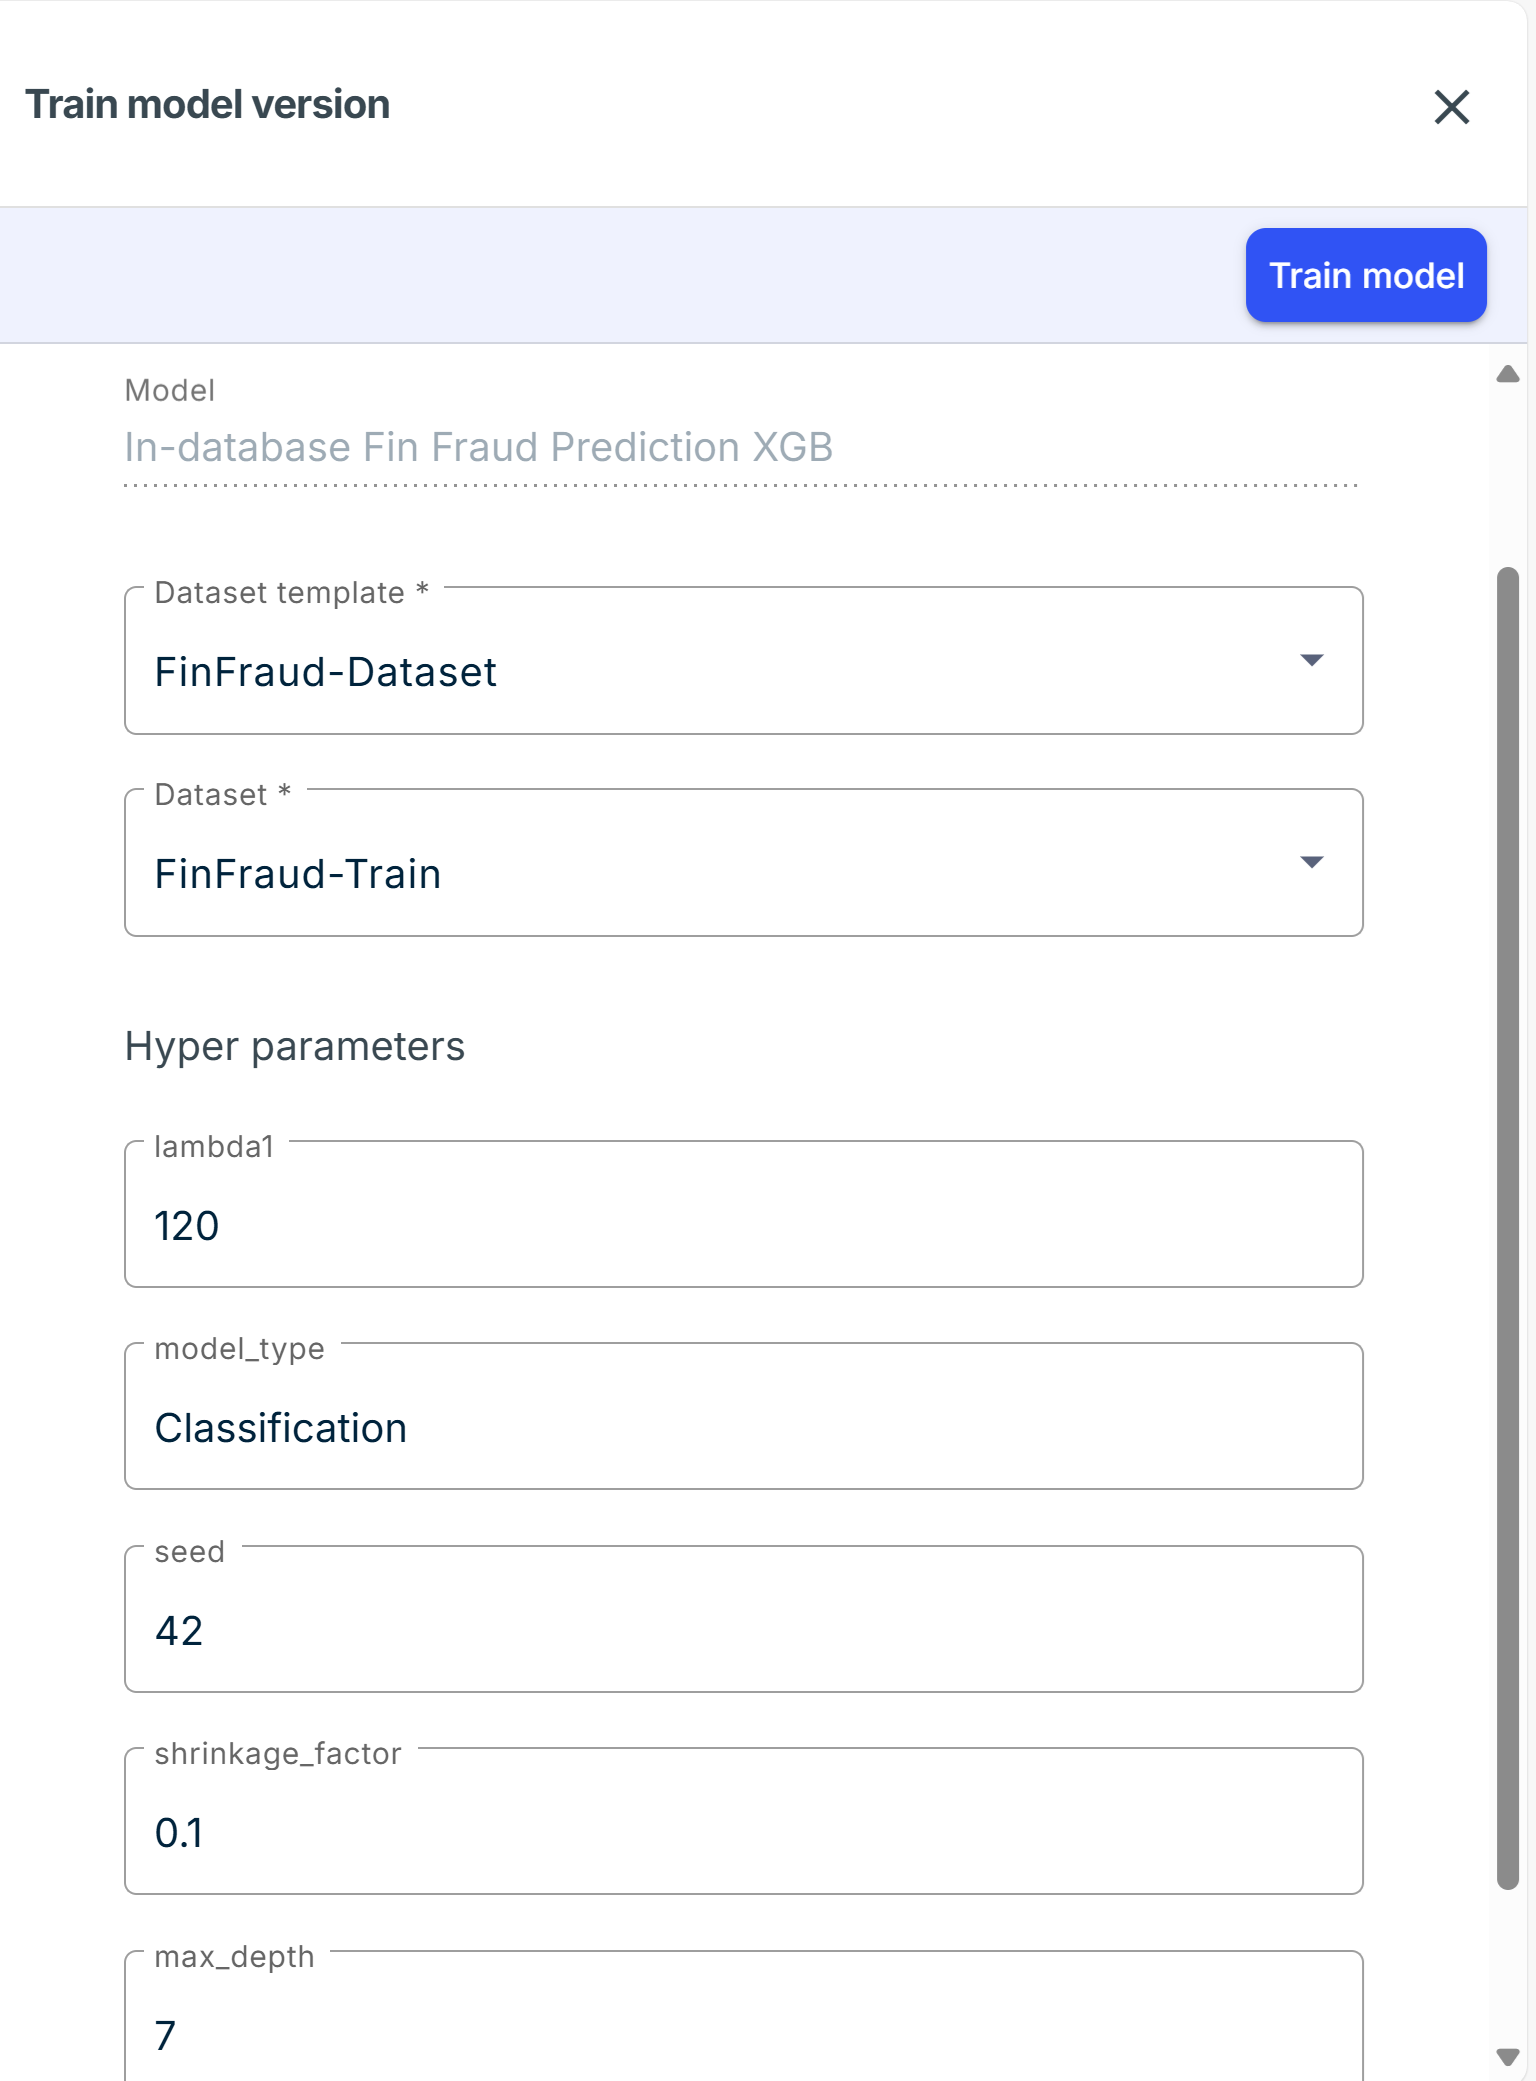 Train model version
Train model
Model
In-database Fin Fraud Prediction XGB
Dataset template *
FinFraud-Dataset
Dataset *
FinFraud-Train
Hyper parameters
lambda1
120
model_type
Classification
seed
42
shrinkage_factor
0.1
max_depth
7